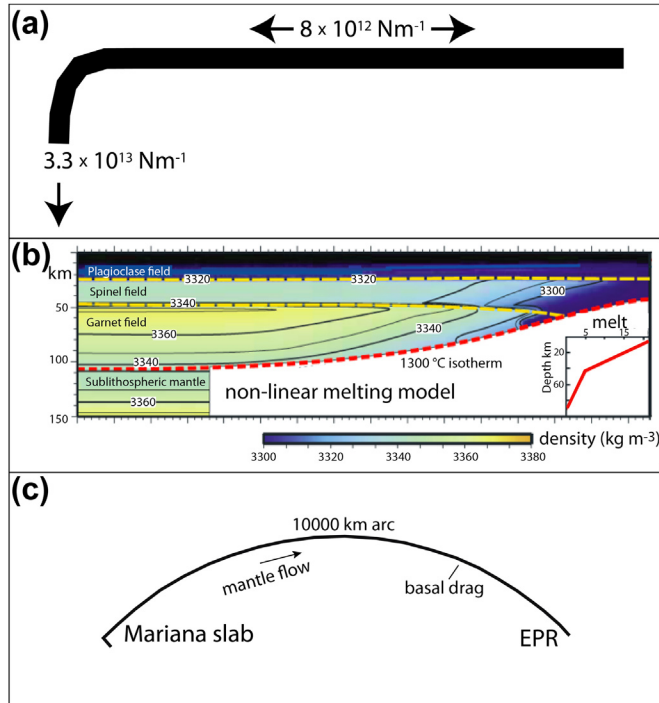 (a)
8 x 10¹² Nm⁻¹
3.3 x 10¹³ Nm⁻¹
(b)
km
Plagioclase field
3320
3320
3300
Spinel field
3340
50
Garnet field
3360
3340
100
3340
1300 °C isotherm
Sublithospheric mantle
non-linear melting model
3360
150
melt
5
15
20
60
Depth km
density (kg m⁻³)
3300
3320
3340
3360
3380
(c)
10000 km arc
mantle flow
basal drag
Mariana slab
EPR